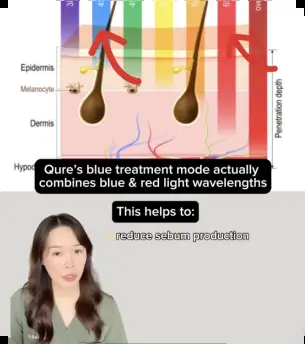 Epidermis
Melanocyte
Dermis
Penetration depth
Qure's blue treatment mode actually
combines blue & red light wavelengths
This helps to:
reduce sebum production